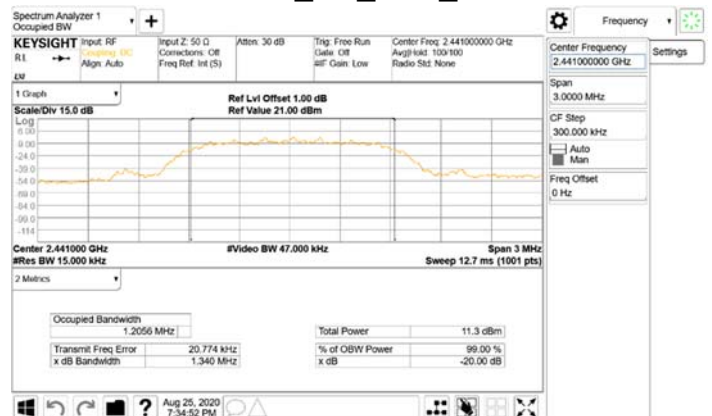 Spectrum Analyzer 1
Occupied BW
Frequency
KEYSIGHT
Input: RF
Coupling: DC
Align: Auto
Input Z: 50 Ω
Corrections: Off
Freq Ref: Int (S)
Atten: 30 dB
Trig: Free Run
Gate: Off
#IF Gain: Low
Center Freq: 2.441000000 GHz
Avg|Hold: 100/100
Radio Std: None
Center Frequency
2.441000000 GHz
Settings
Span
3.0000 MHz
CF Step
300.000 kHz
Auto
Man
Freq Offset
0 Hz
1 Graph
Scale/Div 15.0 dB
Ref Lvl Offset 1.00 dB
Ref Value 21.00 dBm
Log
6.00
-24.0
-39.0
-54.0
-69.0
-99.0
-114
Center 2.441000 GHz
#Res BW 15.000 kHz
#Video BW 47.000 kHz
Span 3 MHz
Sweep 12.7 ms (1001 pts)
2 Metrics
Occupied Bandwidth
1.2056 MHz
Total Power 11.3 dBm
Transmit Freq Error 20.774 kHz
% of OBW Power 99.00 %
x dB Bandwidth 1.340 MHz
x dB -20.00 dB
?
Aug 25, 2020
7:34:52 PM